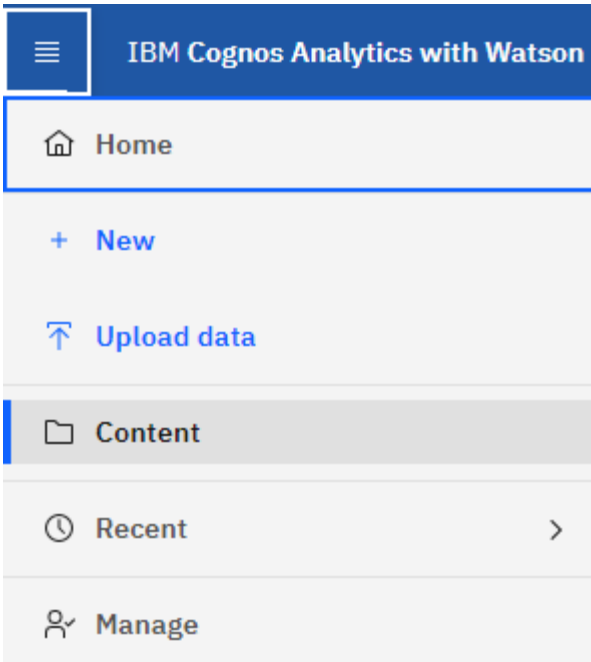 IBM Cognos Analytics with Watson
Home
New
Upload data
Content
Recent
Manage